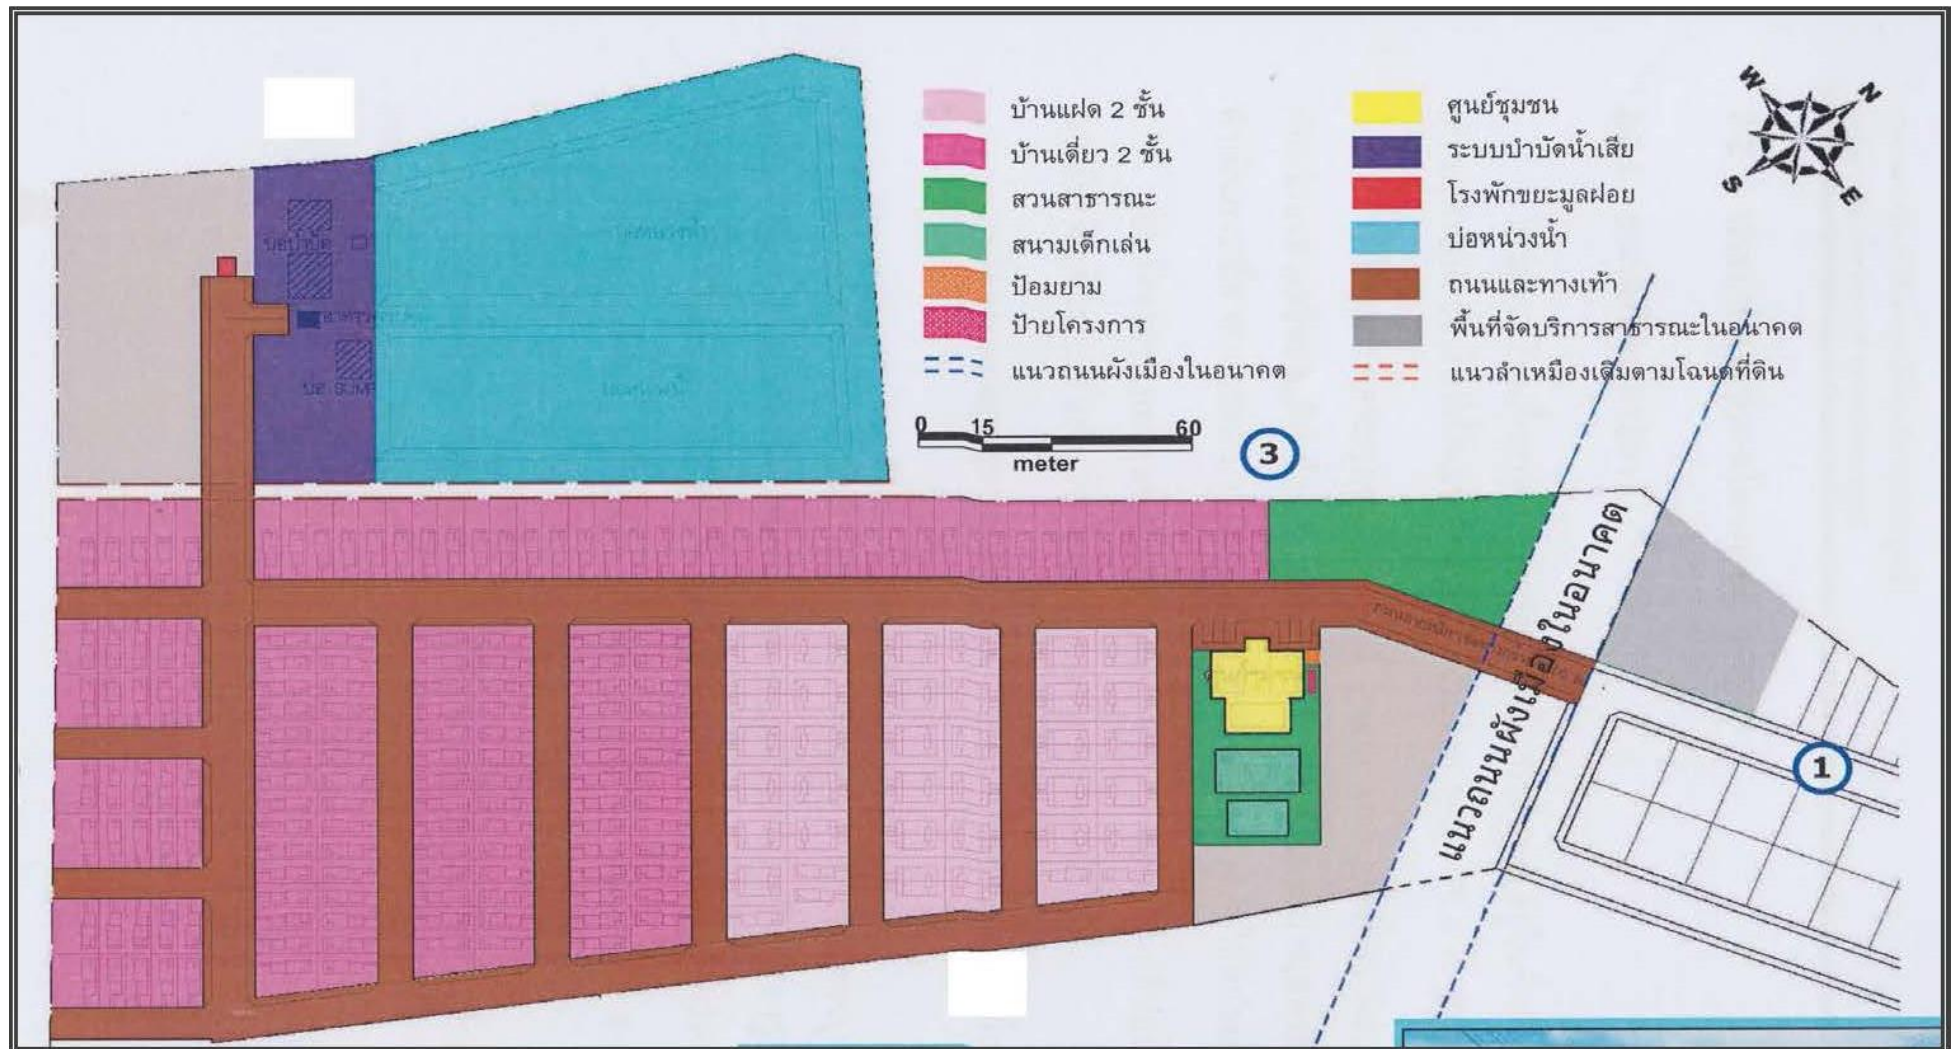 บ้านแฝด 2 ชั้น
บ้านเดี่ยว 2 ชั้น
สวนสาธารณะ
สนามเด็กเล่น
ป้อมยาม
ป้ายโครงการ
แนวถนนผังเมืองในอนาคต
ศูนย์ชุมชน
ระบบบำบัดน้ำเสีย
โรงพักขยะมูลฝอย
บ่อหน่วงน้ำ
ถนนและทางเท้า
พื้นที่จัดบริการสาธารณะในอนาคต
แนวลำเหมืองเดิมตามโฉนดที่ดิน
W N
S E
0 15 60
meter
3
บ่อบำบัด
บ่อ SUMP
แนวถนนผังเมืองในอนาคต
1